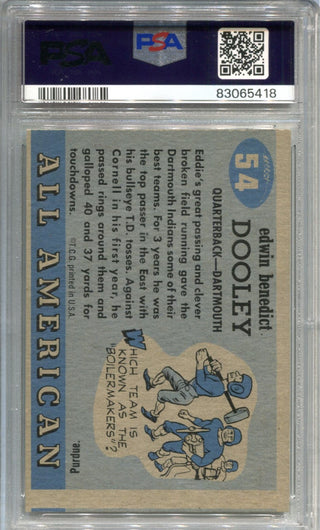 PSA
PSA
83065418
54
edwin benedict
DOOLEY
QUARTERBACK—DARTMOUTH
Eddie's great passing and clever
broken field running gave the
Dartmouth Indians some of their
best teams. For 3 years he was
the top passer in the East with
his bullseye T.D. tosses. Against
Cornell in his first year, he
passed rings around them and
galloped 40 and 37 yards for
touchdowns.
©T.C.G. printed in U.S.A.
WHICH TEAM IS
KNOWN AS THE
"BOILERMAKERS"?
Purdue.
ALL AMERICAN